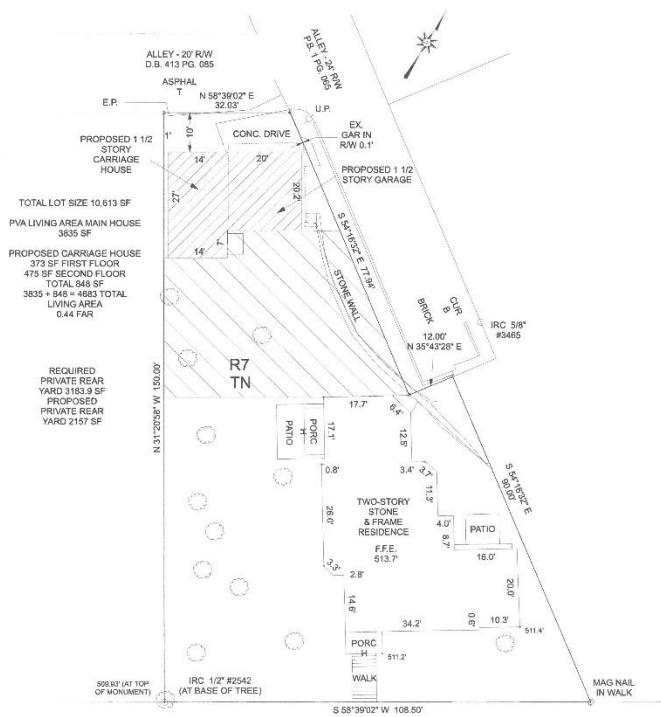 ALLEY - 20' R/W
D.B. 413 PG. 085
ALLEY - 24' R/W
P.B. 1 PG. 065
ASPHAL
T
N 58°39'02" E
32.03'
E.P.
U.P.
1'
10'
CONC. DRIVE
EX.
GAR IN
R/W 0.1'
PROPOSED 1 1/2
STORY
CARRIAGE
HOUSE
14'
20'
PROPOSED 1 1/2
STORY GARAGE
27'
20.2'
TOTAL LOT SIZE 10,613 SF
PVA LIVING AREA MAIN HOUSE
3835 SF
PROPOSED CARRIAGE HOUSE
373 SF FIRST FLOOR
475 SF SECOND FLOOR
TOTAL 848 SF
3835 + 848 = 4683 TOTAL
LIVING AREA
0.44 FAR
14'
7'
S 54°16'32" E 77.94'
STONE WALL
BRICK
CUR
B
IRC 5/8"
#3465
12.00'
N 35°43'28" E
R7
TN
REQUIRED
PRIVATE REAR
YARD 3183.9 SF
PROPOSED
PRIVATE REAR
YARD 2157 SF
N 31°20'58" W 150.00'
17.7'
6.4'
PATIO
PORC
H
17.1'
12.5'
0.8'
3.4'
3.7'
11.3'
S 54°16'32" E
90.00'
26.0'
TWO-STORY
STONE
& FRAME
RESIDENCE
F.F.E.
513.7'
4.0'
8.7'
PATIO
16.0'
3.3'
2.8'
14.6'
20.0'
34.2'
0.6'
10.3'
511.4'
PORC
H
511.2'
WALK
509.93' (AT TOP
OF MONUMENT)
IRC 1/2" #2542
(AT BASE OF TREE)
MAG NAIL
IN WALK
S 58°39'02" W 108.50'